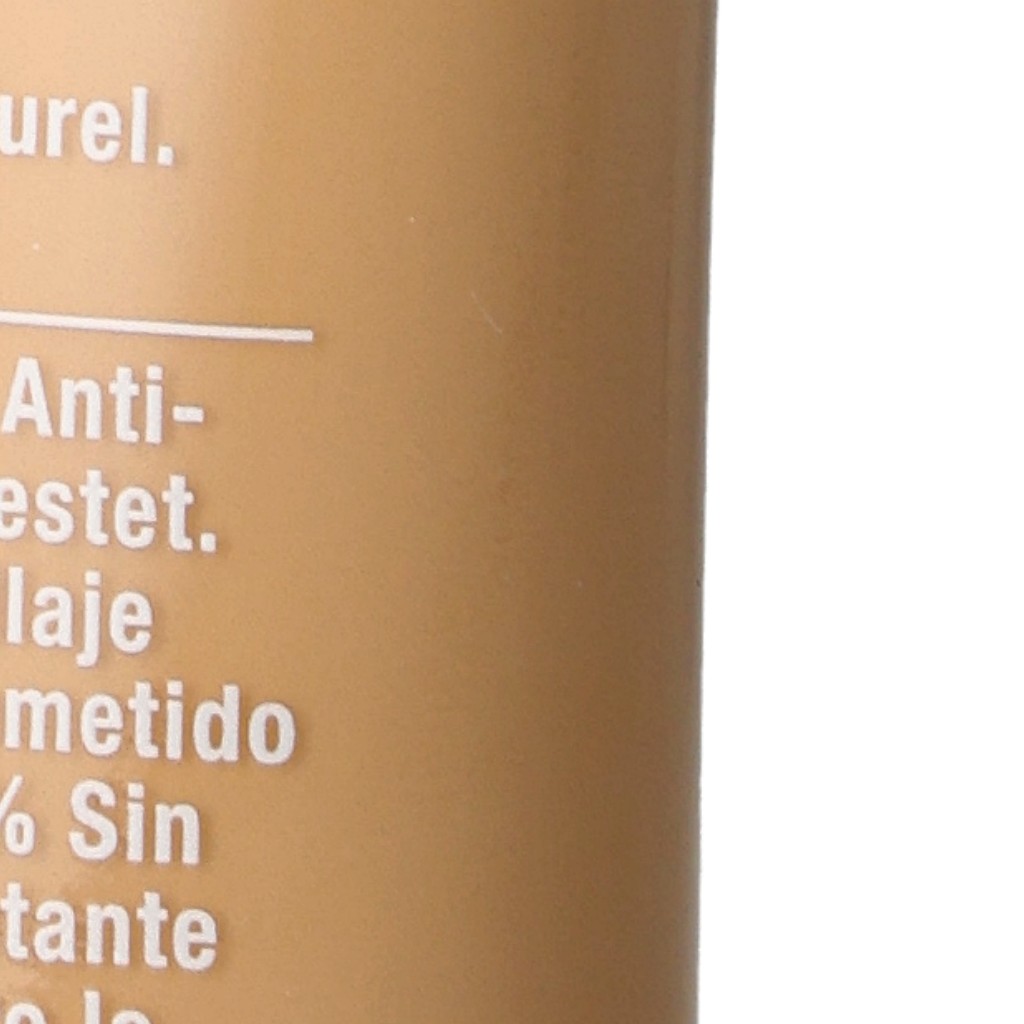 urel.
Anti-
estet.
laje
metido
% Sin
tante